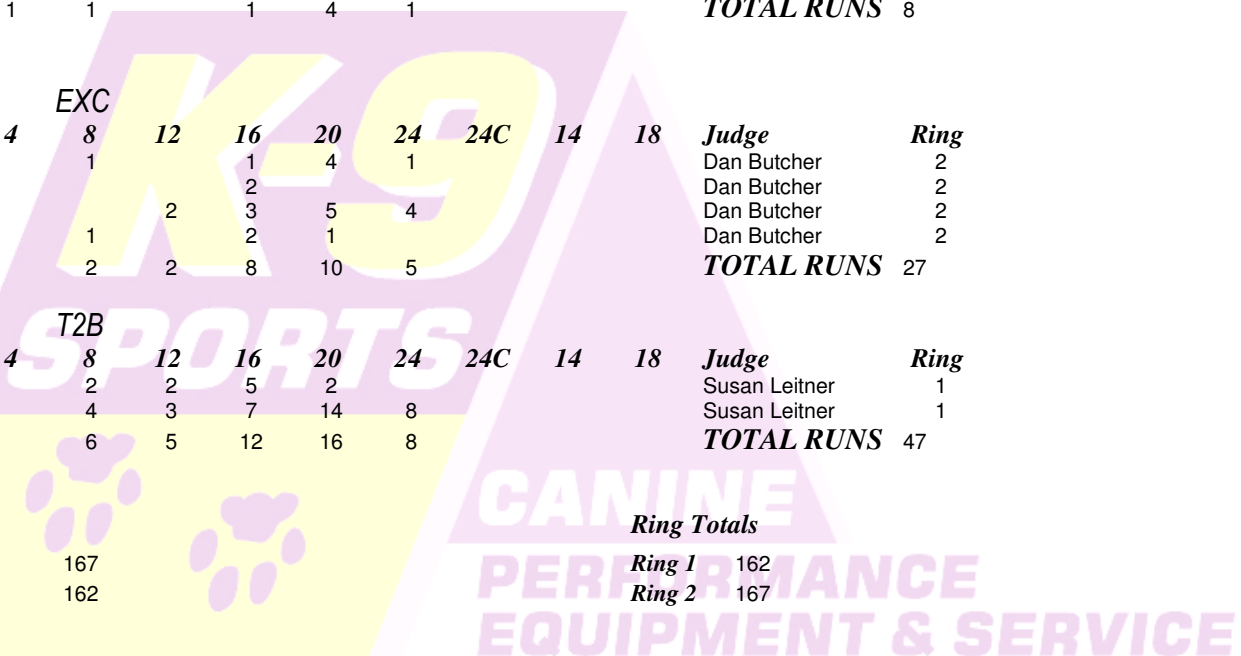 1 1 1 4 1 TOTAL RUNS 8
EXC
4 8 12 16 20 24 24C 14 18 Judge Ring
1 1 4 1 Dan Butcher 2
2 Dan Butcher 2
2 3 5 4 Dan Butcher 2
1 2 1 Dan Butcher 2
2 2 8 10 5 TOTAL RUNS 27
T2B
4 8 12 16 20 24 24C 14 18 Judge Ring
2 2 5 2 Susan Leitner 1
4 3 7 14 8 Susan Leitner 1
6 5 12 16 8 TOTAL RUNS 47
Ring Totals
167 Ring 1 162
162 Ring 2 167
K-9
SPORTS
CANINE
PERFORMANCE
EQUIPMENT & SERVICE